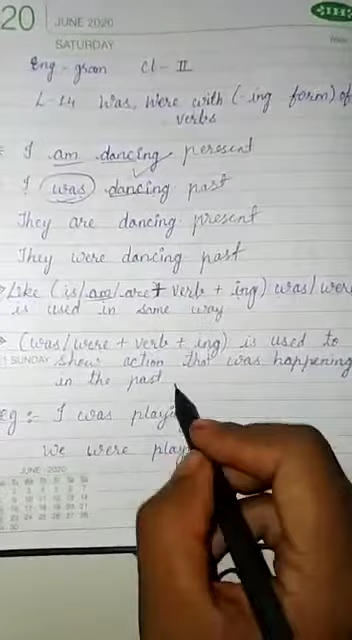 20 JUNE 2020
SATURDAY
Eng-gram Cl-II
L-14 Was, Were with (-ing form) of
verbs
I am dancing peresent
I was dancing past
They are dancing present
They were dancing past
Like (is/am/are + verb + ing) was/were
is used in same way
(was/were + verb + ing) is used to
21 SUNDAY show action that was happening
in the past
eg:- I was playi
We were play
JUNE - 2020